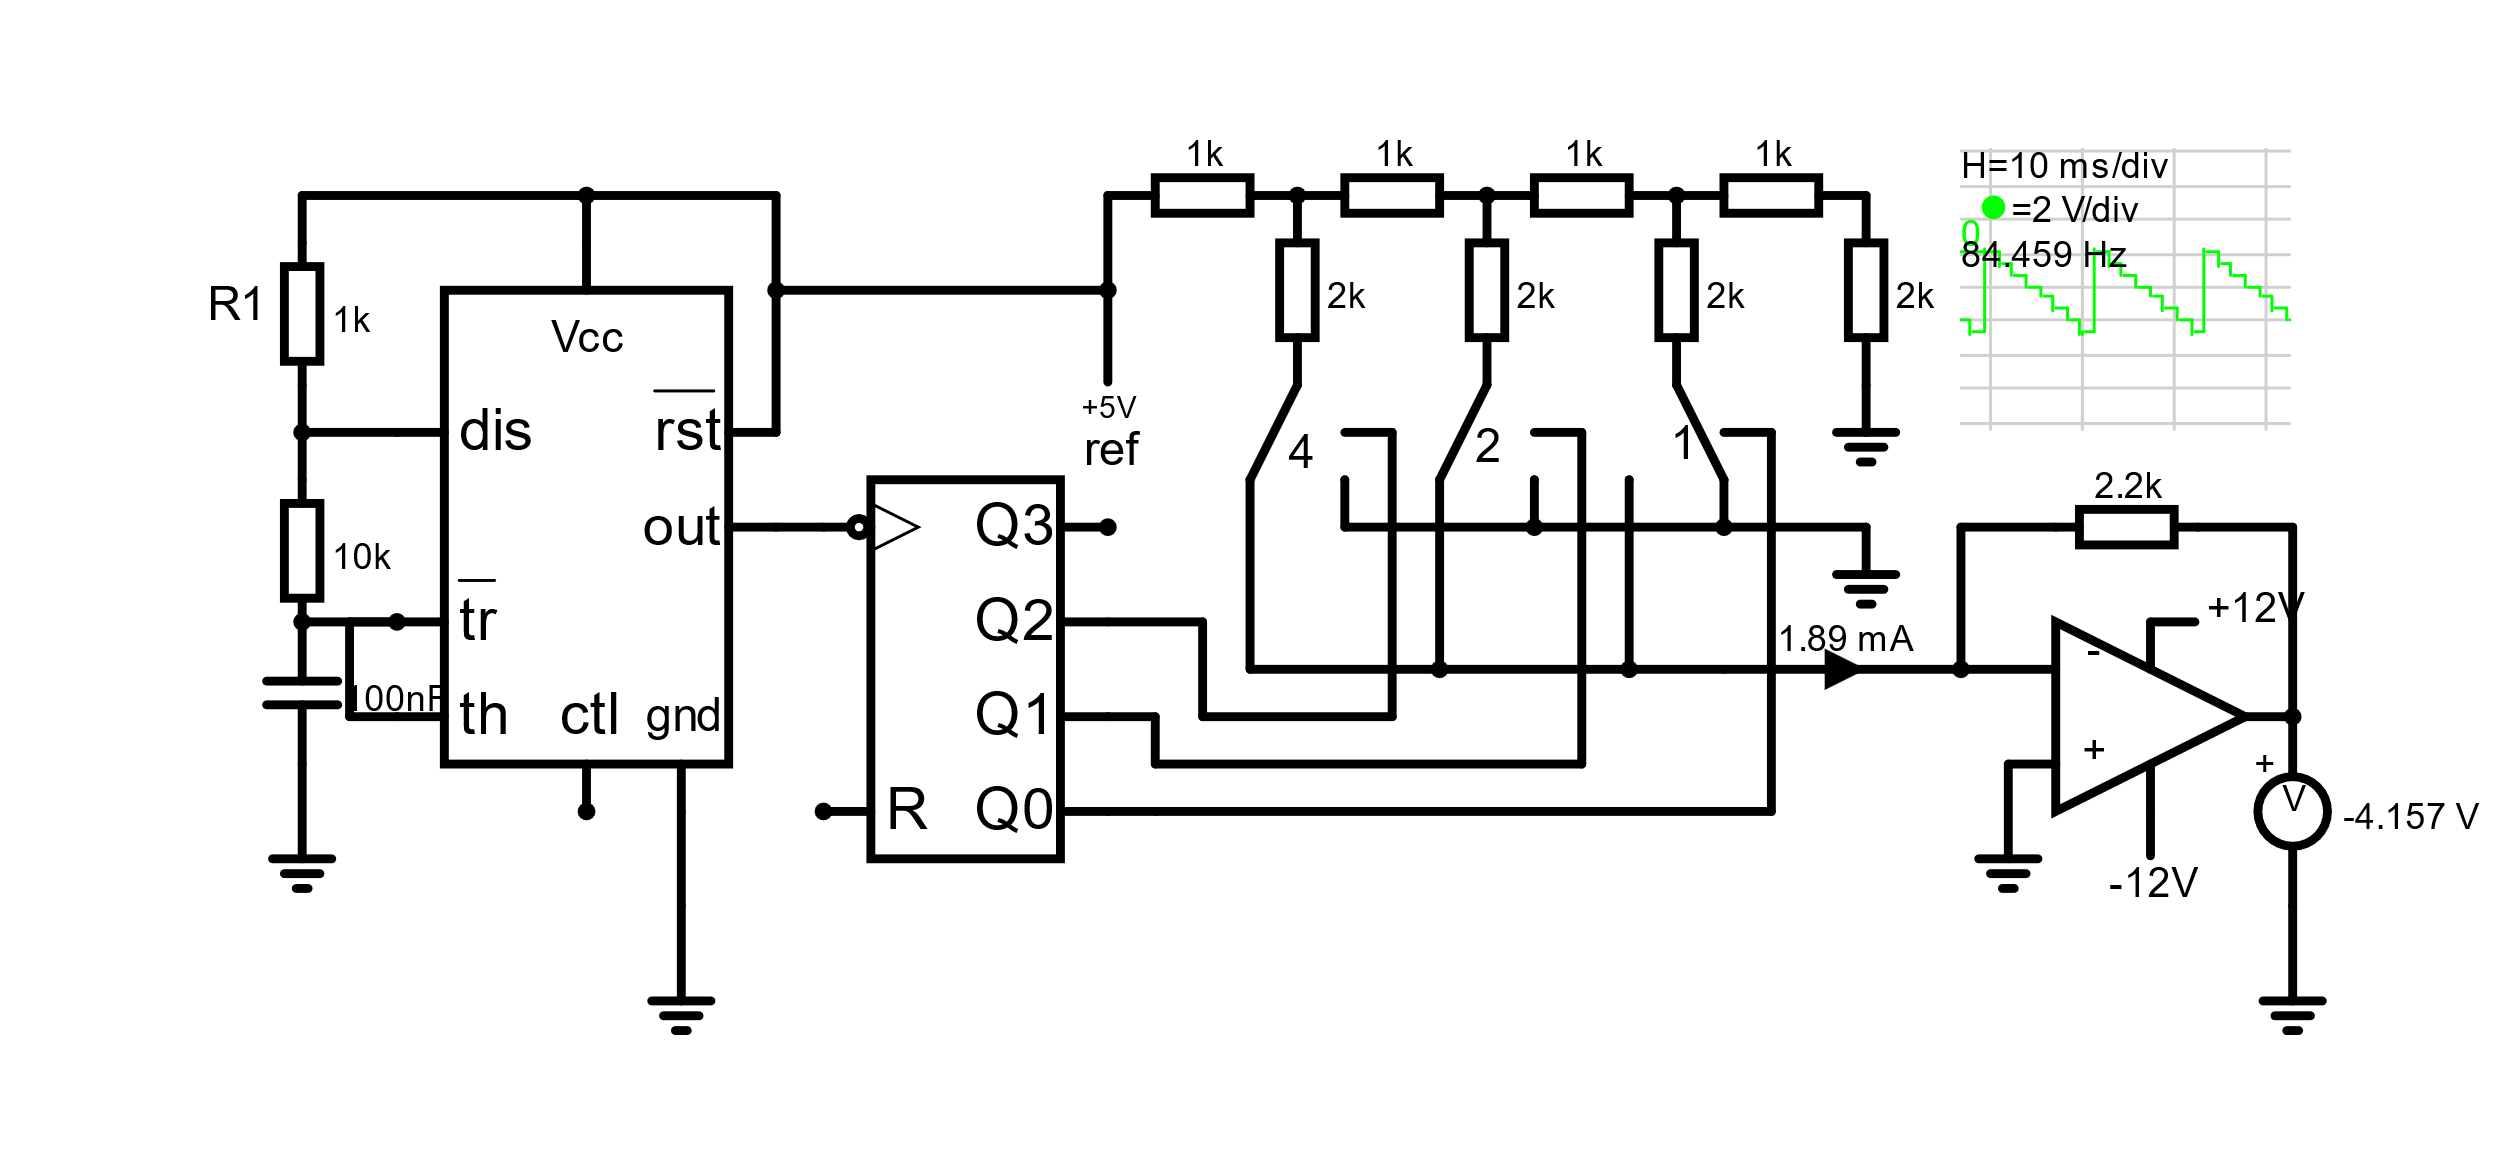 1k
1k
1k
1k
H=10 ms/div
=2 V/div
0
84.459 Hz
R1
1k
Vcc
2k
2k
2k
2k
dis
rst
+5V
ref
4
2
1
2.2k
out
Q3
10k
tr
Q2
+12V
1.89 mA
-
100nF
th
ctl
gnd
Q1
+
+
V
R
Q0
-4.157 V
-12V